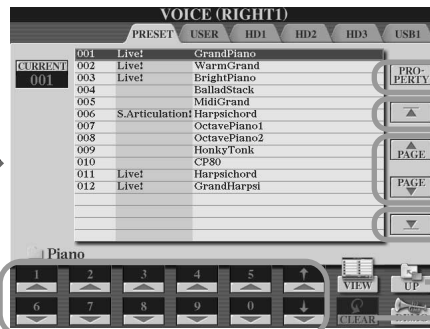 VOICE (RIGHT1)
PRESET USER HD1 HD2 HD3 USB1
CURRENT
001
001 Live! GrandPiano
002 Live! WarmGrand
003 Live! BrightPiano
004 BalladStack
005 MidiGrand
006 S.Articulation! Harpsichord
007 OctavePiano1
008 OctavePiano2
009 HonkyTonk
010 CP80
011 Live! Harpsichord
012 Live! GrandHarpsi
PRO-
PERTY
PAGE
PAGE
Piano
1 2 3 4 5
VIEW UP
6 7 8 9 0
CLEAR